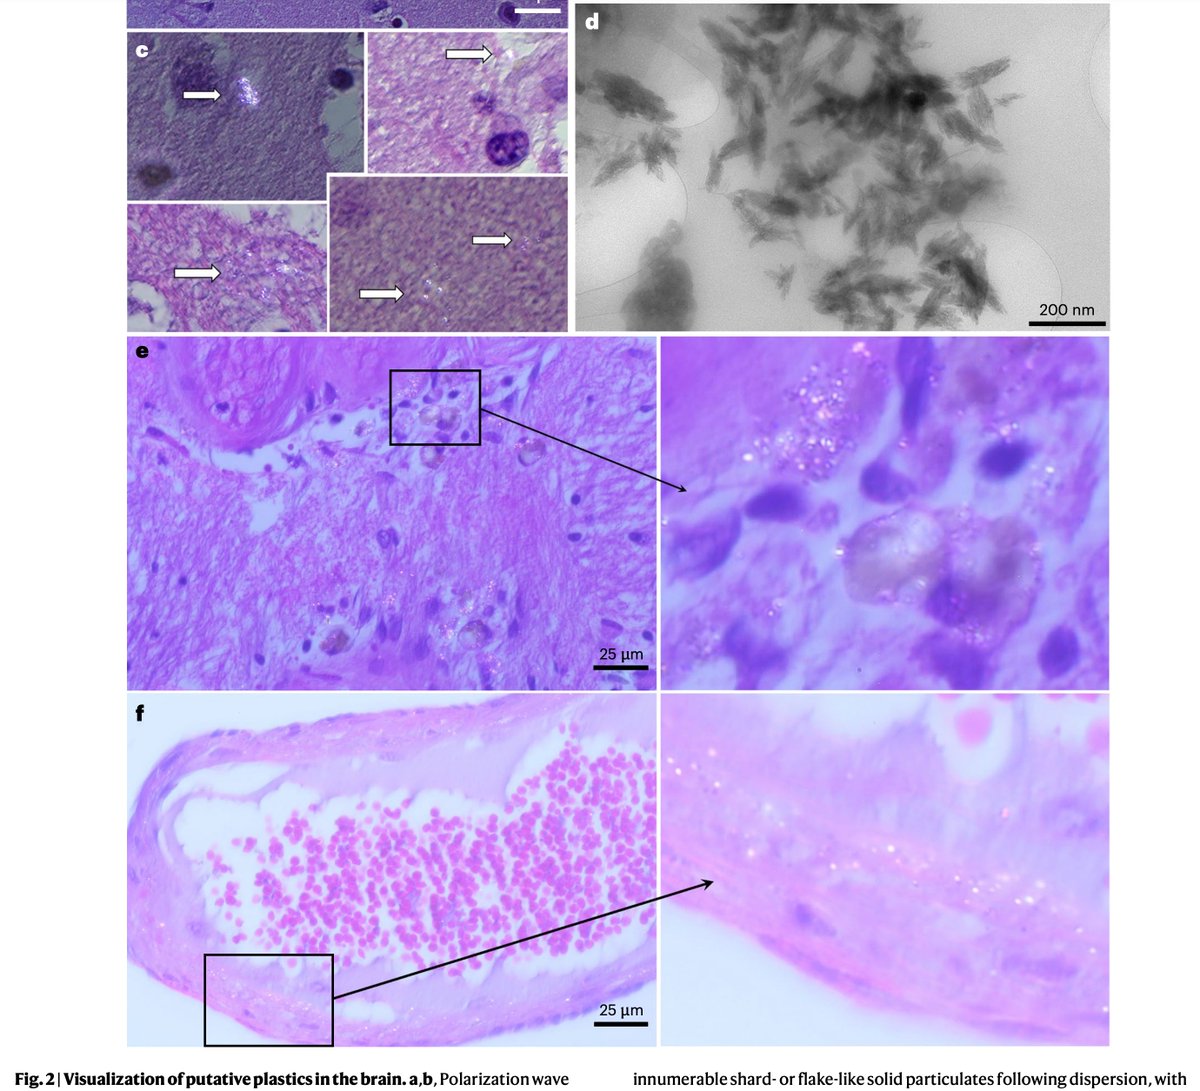 c
d
200 nm
e
25 µm
f
25 µm
Fig. 2 | Visualization of putative plastics in the brain. a,b, Polarization wave
innumerable shard- or flake-like solid particulates following dispersion, with